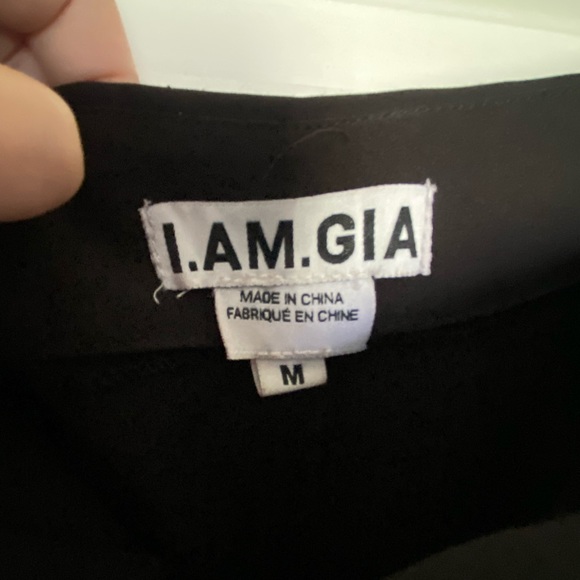 I.AM.GIA
MADE IN CHINA
FABRIQUÉ EN CHINE
M